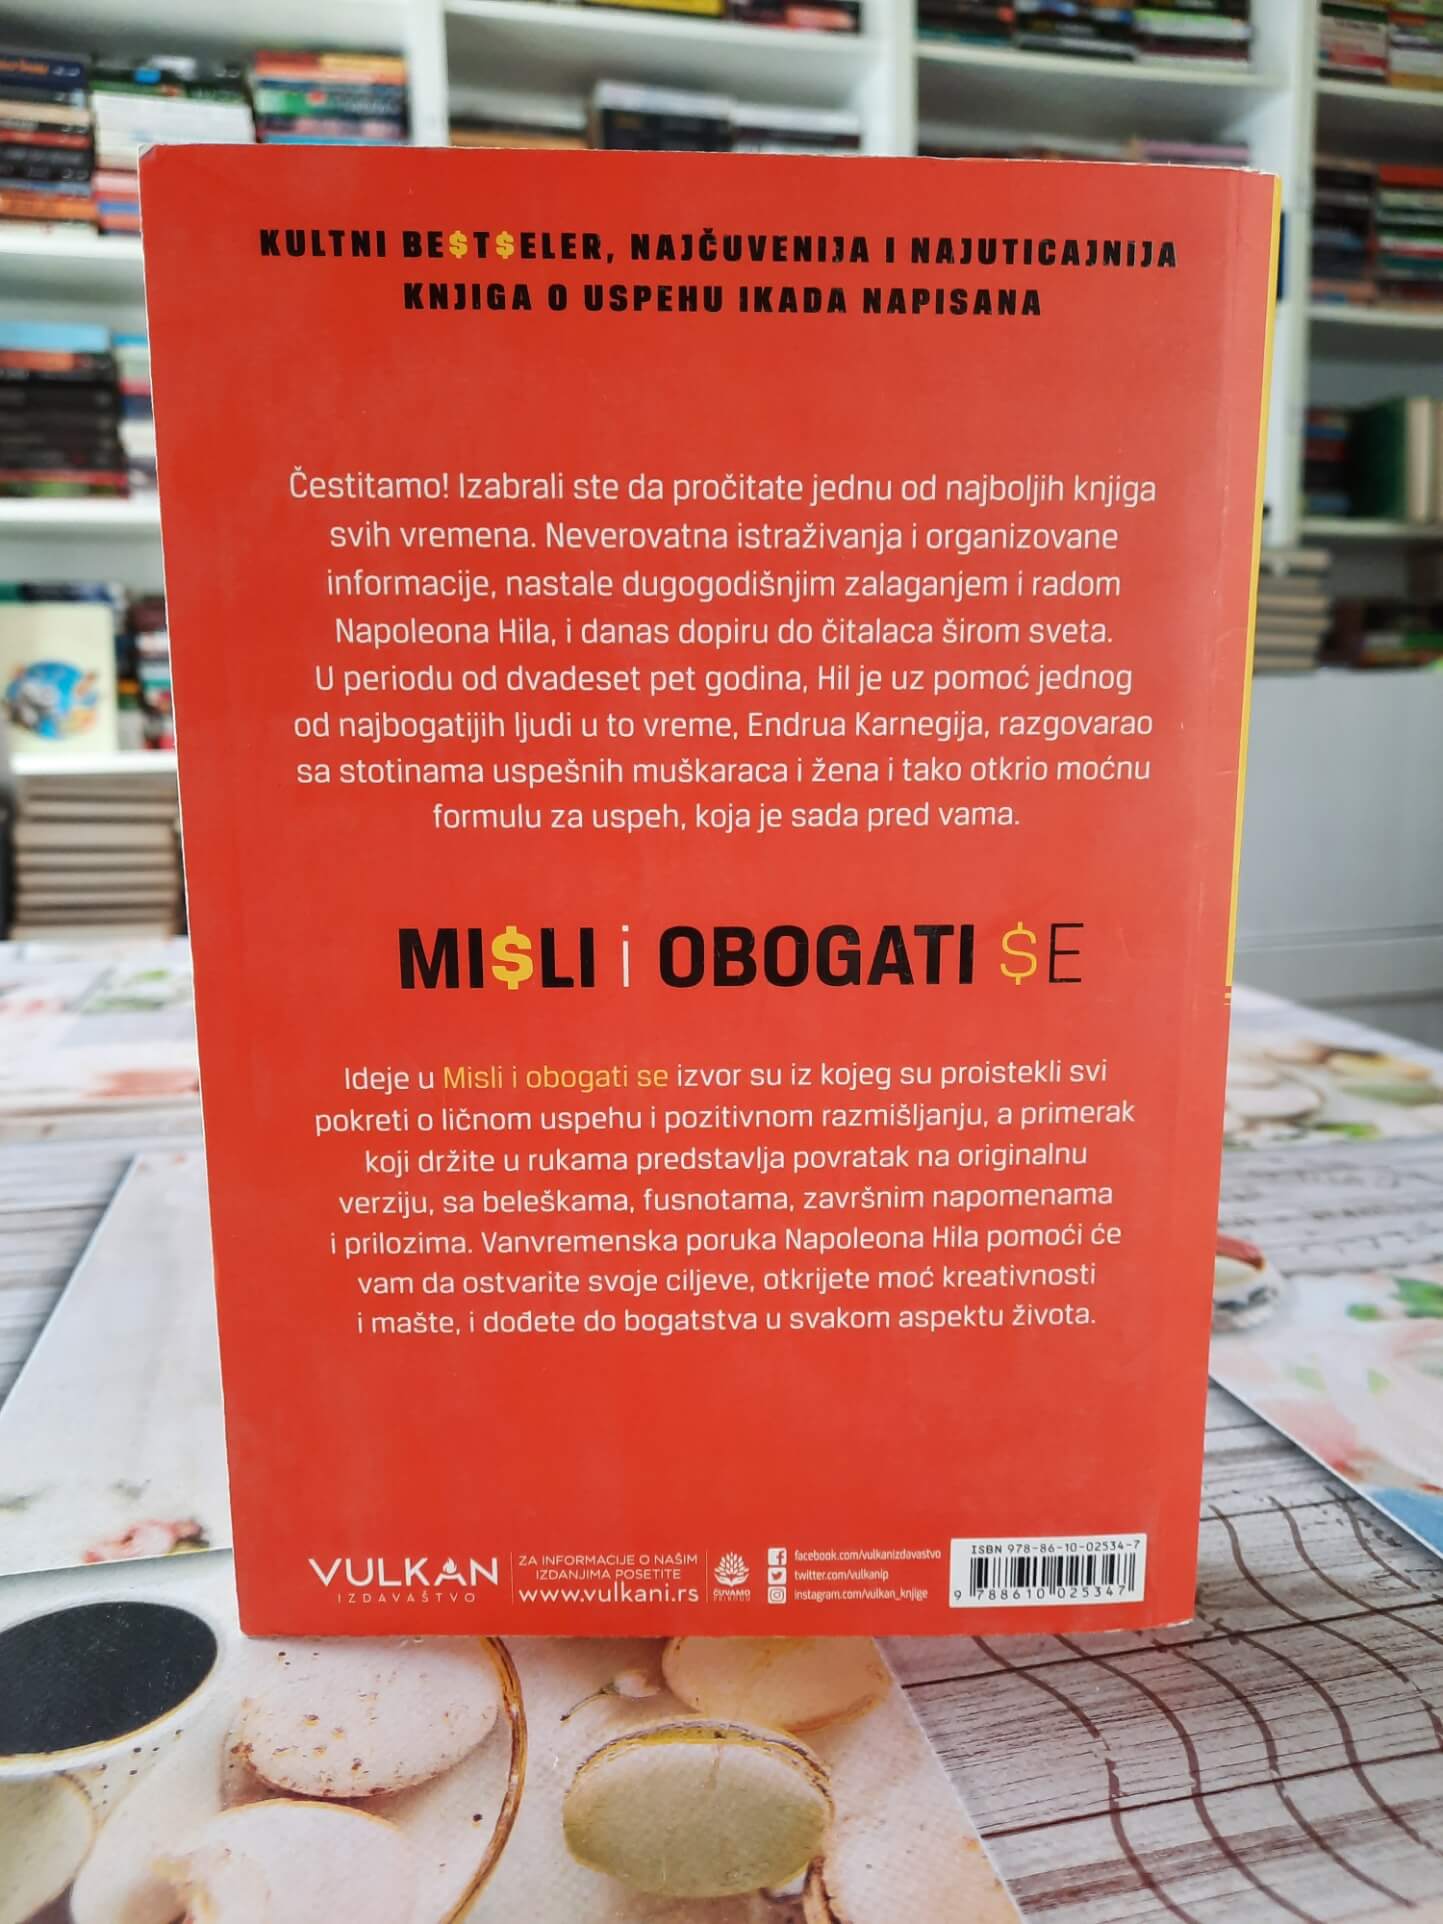 KULTNI BE$T$ELER, NAJČUVENIJA I NAJUTICAJNIJA
KNJIGA O USPEHU IKADA NAPISANA
Čestitamo! Izabrali ste da pročitate jednu od najboljih knjiga
svih vremena. Neverovatna istraživanja i organizovane
informacije, nastale dugogodišnjim zalaganjem i radom
Napoleona Hila, i danas dopiru do čitalaca širom sveta.
U periodu od dvadeset pet godina, Hil je uz pomoć jednog
od najbogatijih ljudi u to vreme, Endrua Karnegija, razgovarao
sa stotinama uspešnih muškaraca i žena i tako otkrio moćnu
formulu za uspeh, koja je sada pred vama.
MI$LI i OBOGATI $E
Ideje u Misli i obogati se izvor su iz kojeg su proistekli svi
pokreti o ličnom uspehu i pozitivnom razmišljanju, a primerak
koji držite u rukama predstavlja povratak na originalnu
verziju, sa beleškama, fusnotama, završnim napomenama
i prilozima. Vanvremenska poruka Napoleona Hila pomoći će
vam da ostvarite svoje ciljeve, otkrijete moć kreativnosti
i mašte, i dođete do bogatstva u svakom aspektu života.
VULKAN
IZDAVAŠTVO
ZA INFORMACIJE O NAŠIM
IZDANJIMA POSETITE
www.vulkani.rs
ČUVAMO
PRIRODU
facebook.com/vulkanizdavastvo
twitter.com/vulkanip
instagram.com/vulkan_knjige
ISBN 978-86-10-02534-7
9 788610 025347